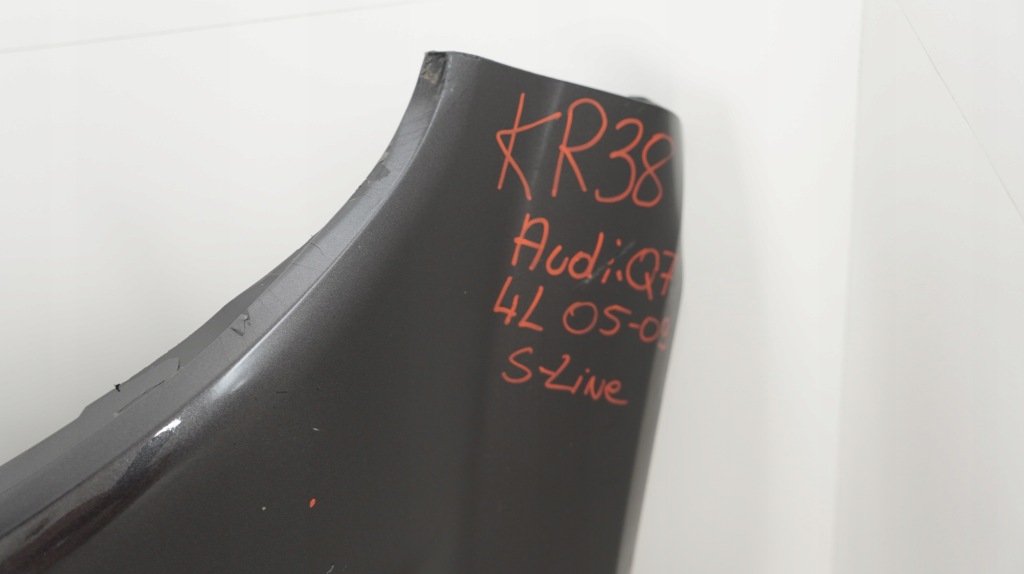 KR38
Audi.Q7
4L 05-09
S-Line